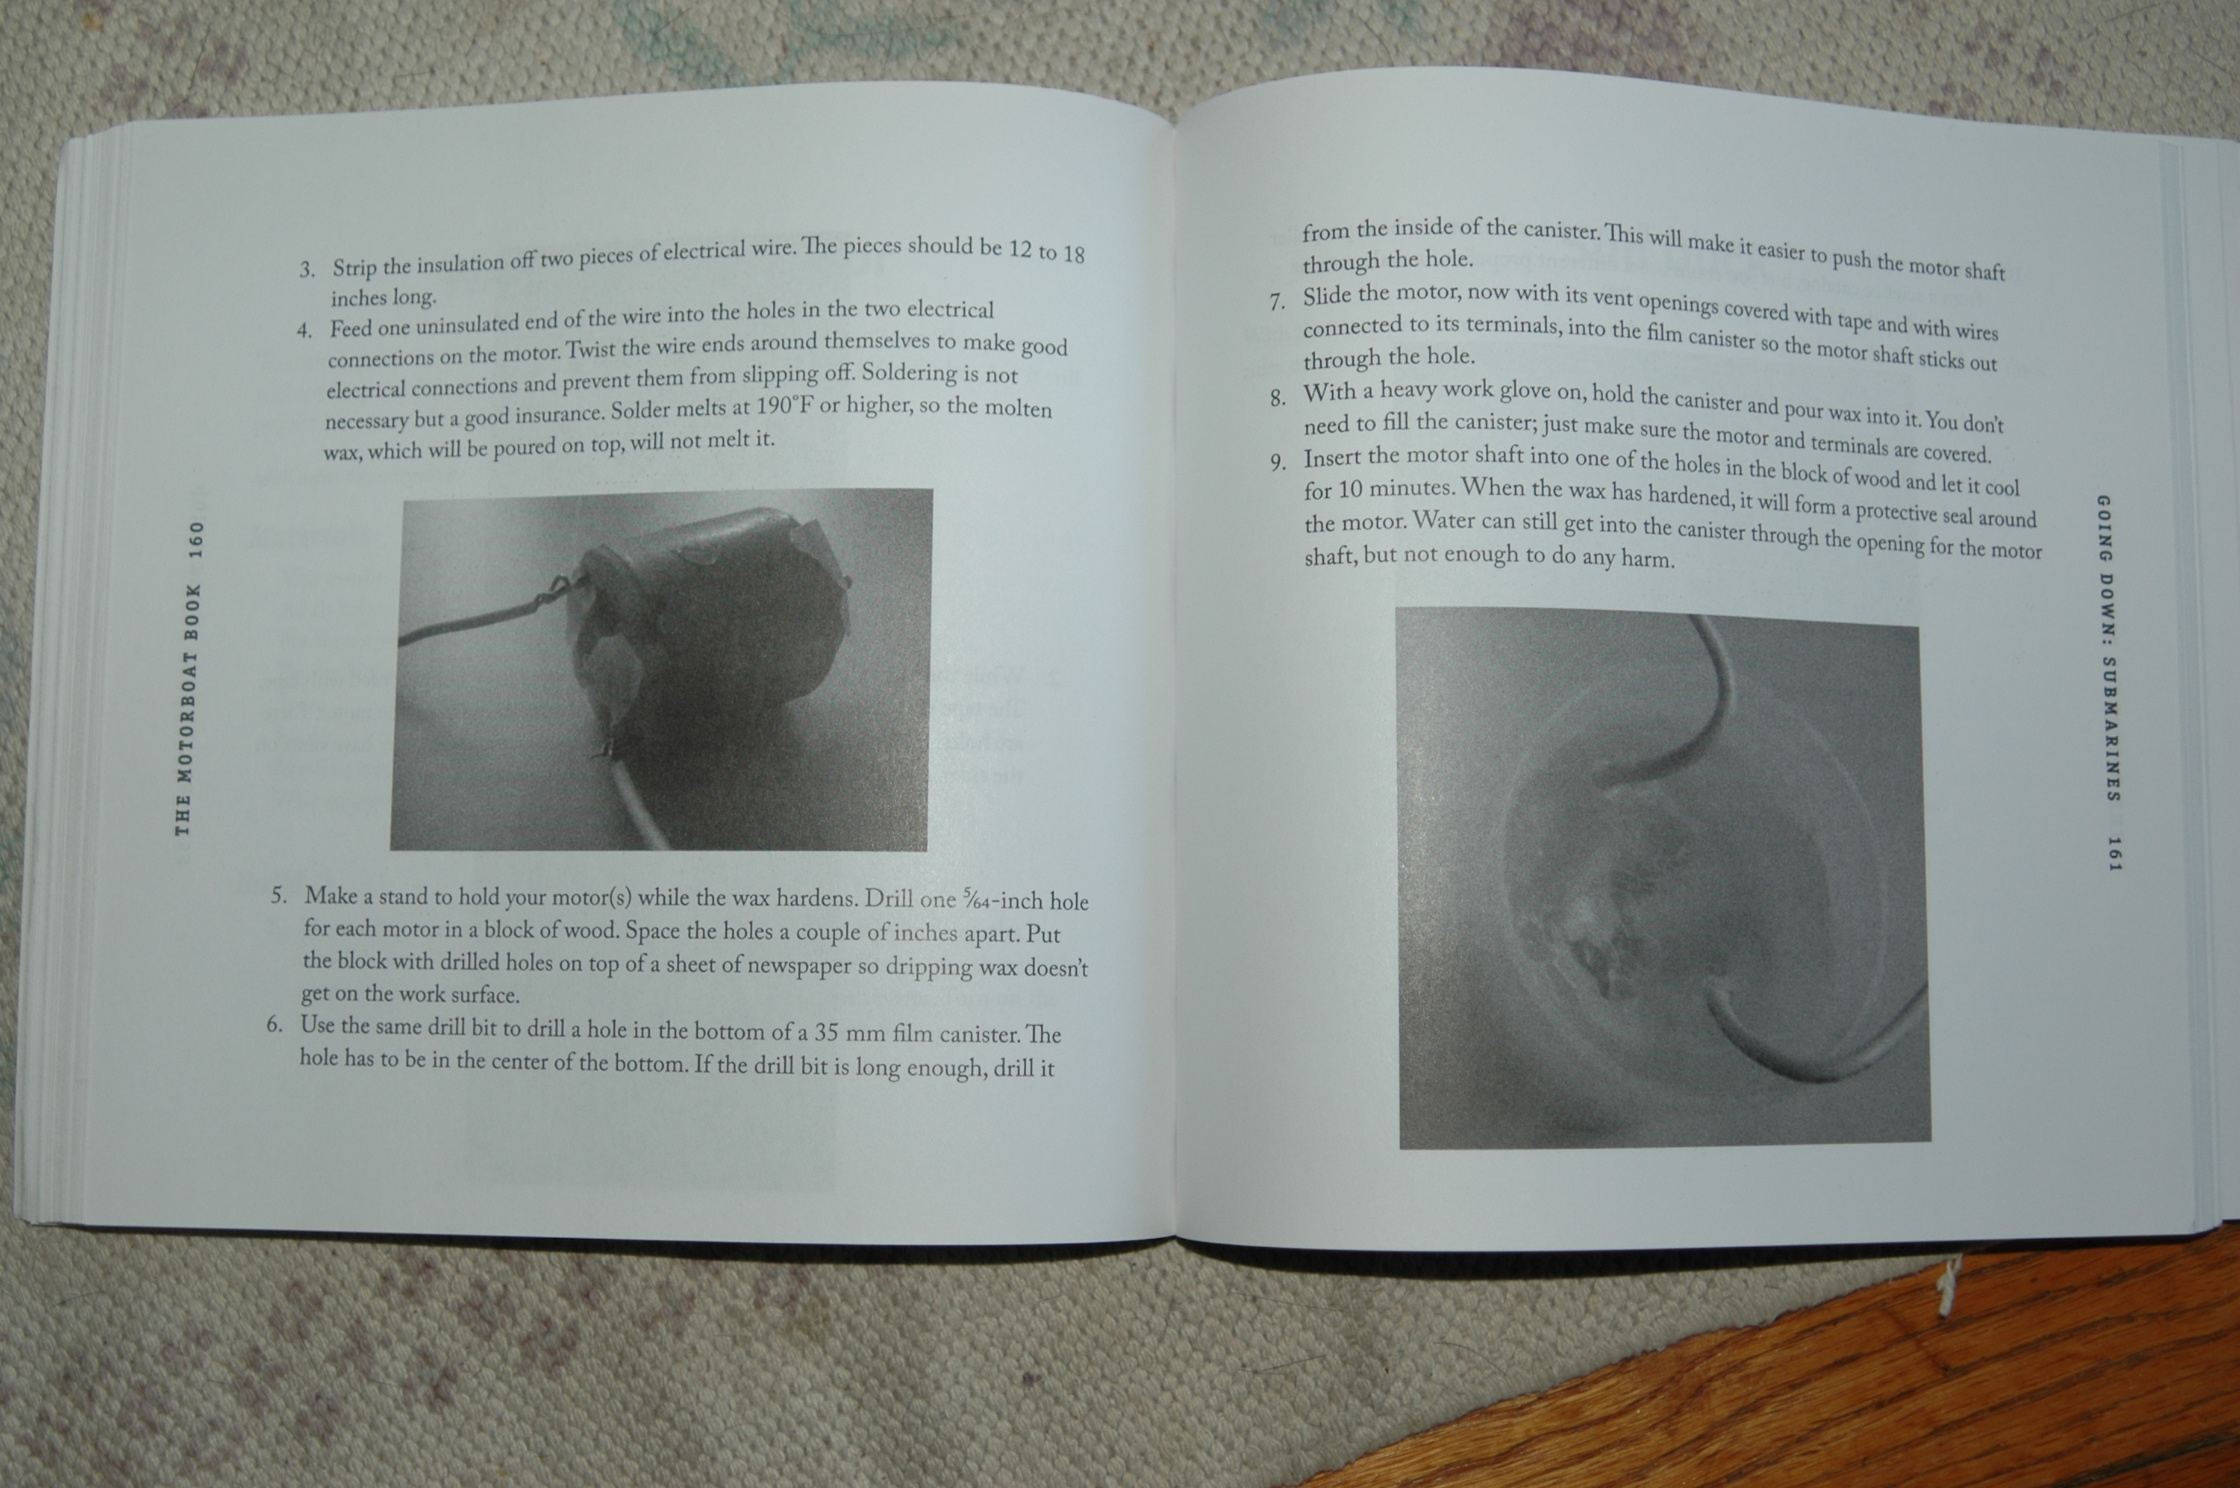 3. Strip the insulation off two pieces of electrical wire. The pieces should be 12 to 18
inches long.
4. Feed one uninsulated end of the wire into the holes in the two electrical
connections on the motor. Twist the wire ends around themselves to make good
electrical connections and prevent them from slipping off. Soldering is not
necessary but a good insurance. Solder melts at 190°F or higher, so the molten
wax, which will be poured on top, will not melt it.
THE MOTORBOAT BOOK 160
5. Make a stand to hold your motor(s) while the wax hardens. Drill one 5/64-inch hole
for each motor in a block of wood. Space the holes a couple of inches apart. Put
the block with drilled holes on top of a sheet of newspaper so dripping wax doesn't
get on the work surface.
6. Use the same drill bit to drill a hole in the bottom of a 35 mm film canister. The
hole has to be in the center of the bottom. If the drill bit is long enough, drill it
from the inside of the canister. This will make it easier to push the motor shaft
through the hole.
7. Slide the motor, now with its vent openings covered with tape and with wires
connected to its terminals, into the film canister so the motor shaft sticks out
through the hole.
8. With a heavy work glove on, hold the canister and pour wax into it. You don't
need to fill the canister; just make sure the motor and terminals are covered.
9. Insert the motor shaft into one of the holes in the block of wood and let it cool
for 10 minutes. When the wax has hardened, it will form a protective seal around
the motor. Water can still get into the canister through the opening for the motor
shaft, but not enough to do any harm.
GOING DOWN: SUBMARINES 161